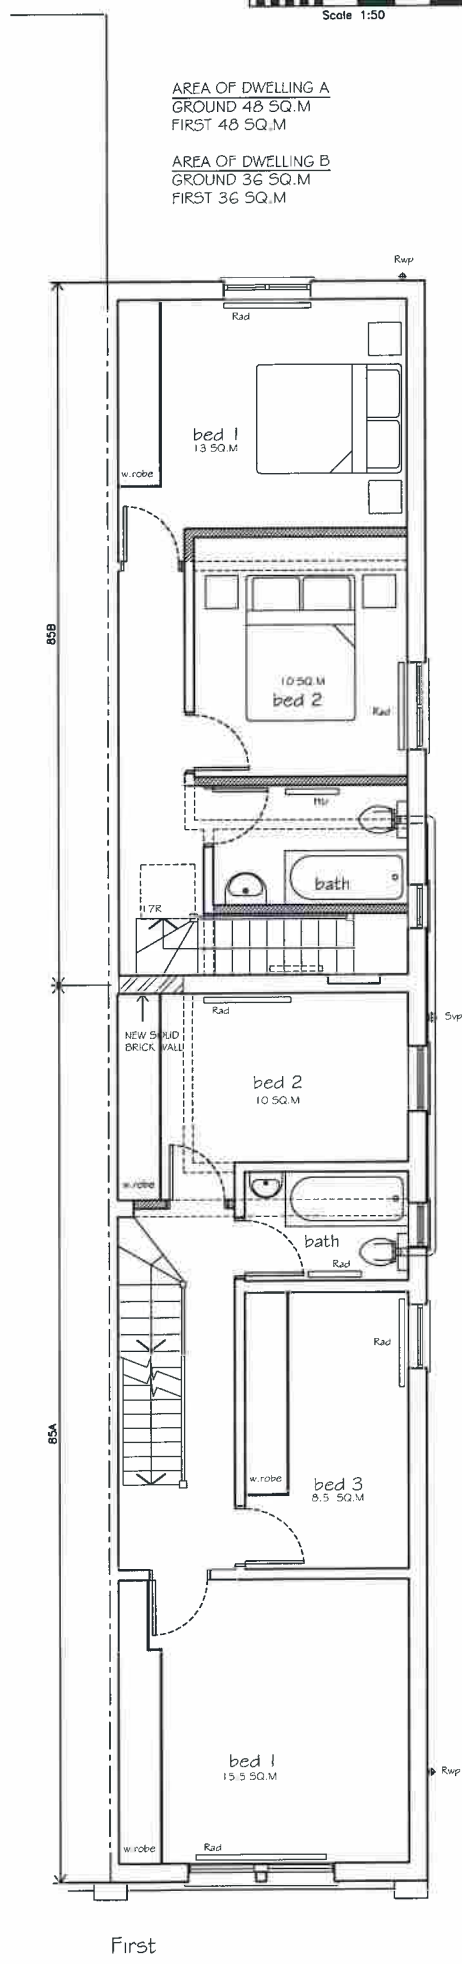 Scale 1:50
AREA OF DWELLING A
GROUND 48 SQ.M
FIRST 48 SQ.M
AREA OF DWELLING B
GROUND 36 SQ.M
FIRST 36 SQ.M
Rwp
Rad
bed 1
13 SQ.M
w.robe
85B
10 SQ.M
bed 2
Rad
bath
17R
Rad
NEW SOLID
BRICK WALL
Svp
bed 2
10 SQ.M
w.robe
bath
Rad
Rad
85A
w.robe
bed 3
8.5 SQ.M
bed 1
15.5 SQ.M
Rwp
w.robe
Rad
First